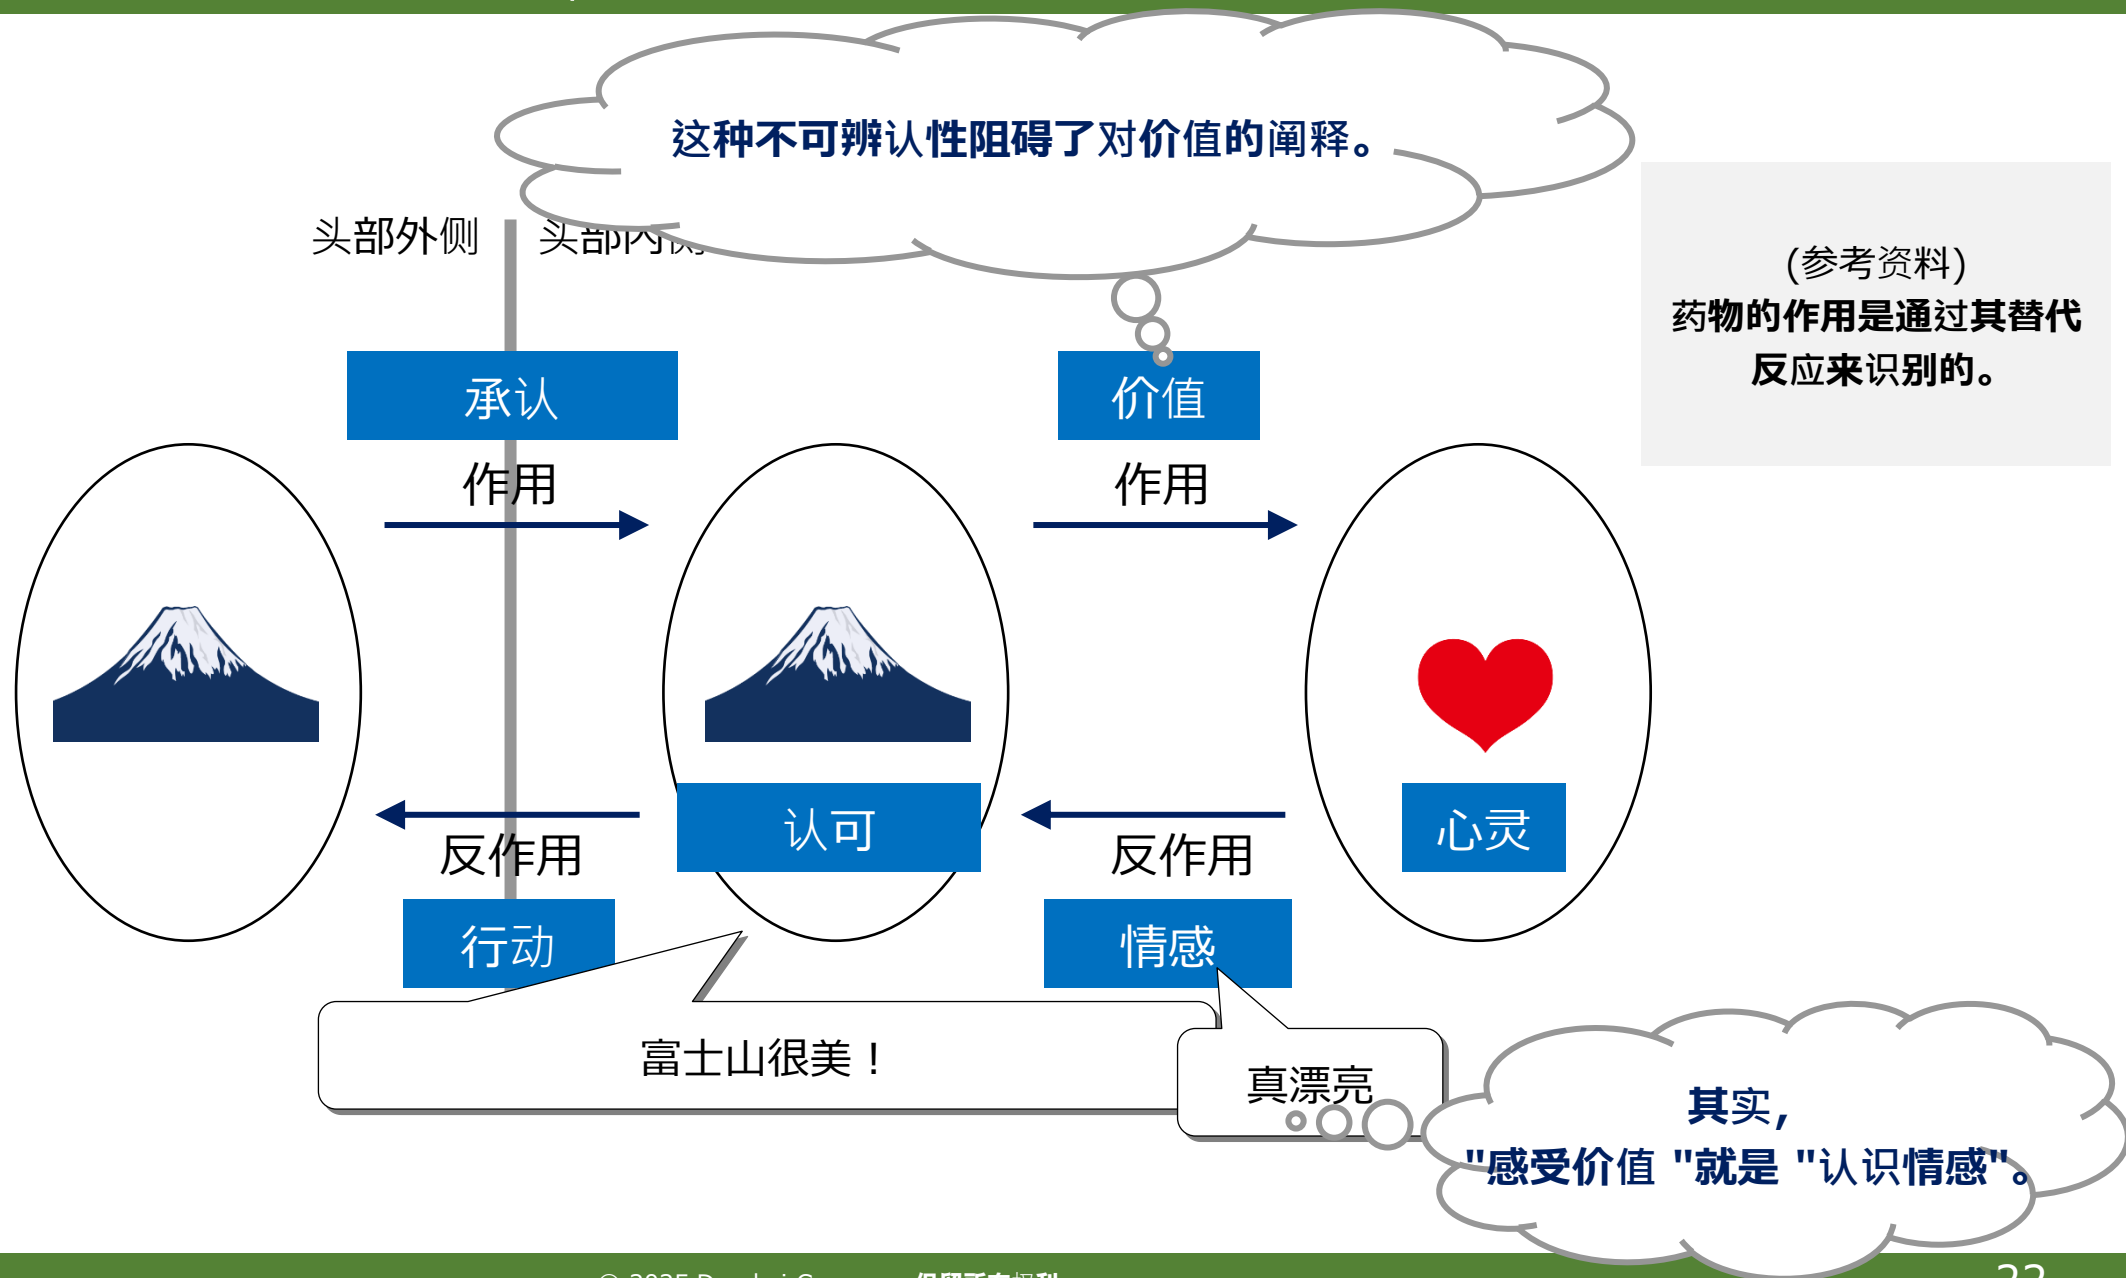 这种不可辨认性阻碍了对价值的阐释。
头部外侧
头部内侧
(参考资料)
药物的作用是通过其替代
反应来识别的。
承认
价值
作用
作用
认可
心灵
反作用
反作用
行动
情感
富士山很美！
真漂亮
其实，
"感受价值 "就是 "认识情感"。